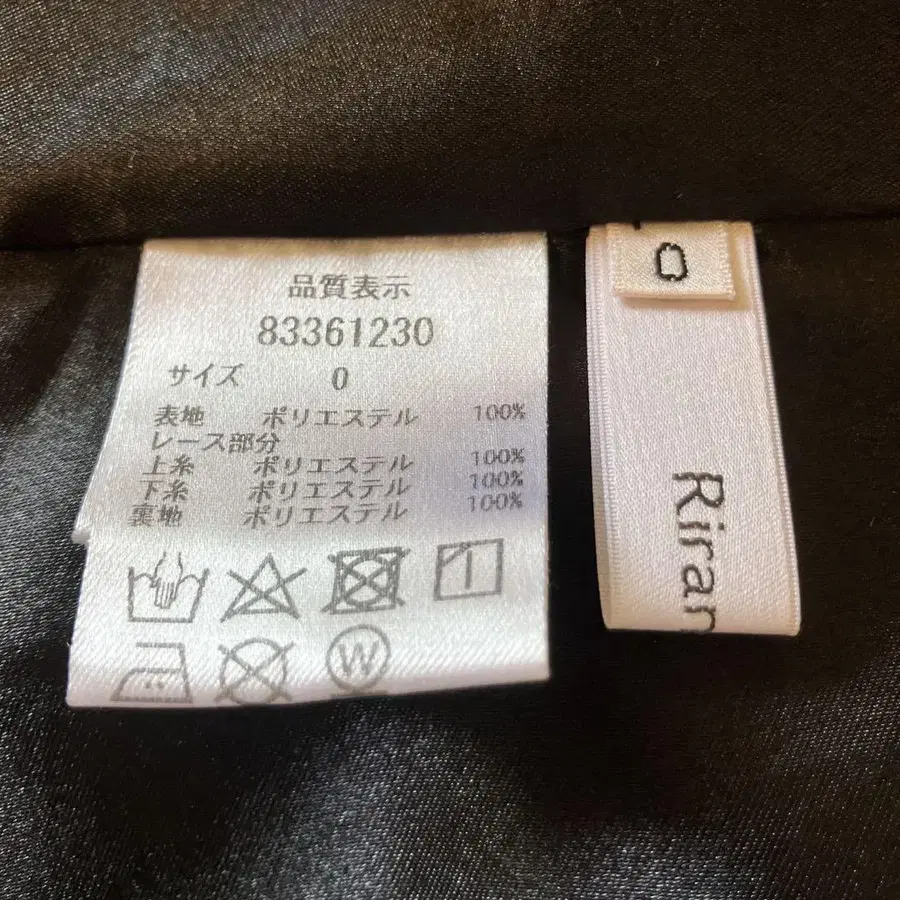 品質表示
83361230
サイズ 0
表地 ポリエステル 100%
レース部分
上糸 ポリエステル 100%
下糸 ポリエステル 100%
裏地 ポリエステル 100%
W
0
Riran